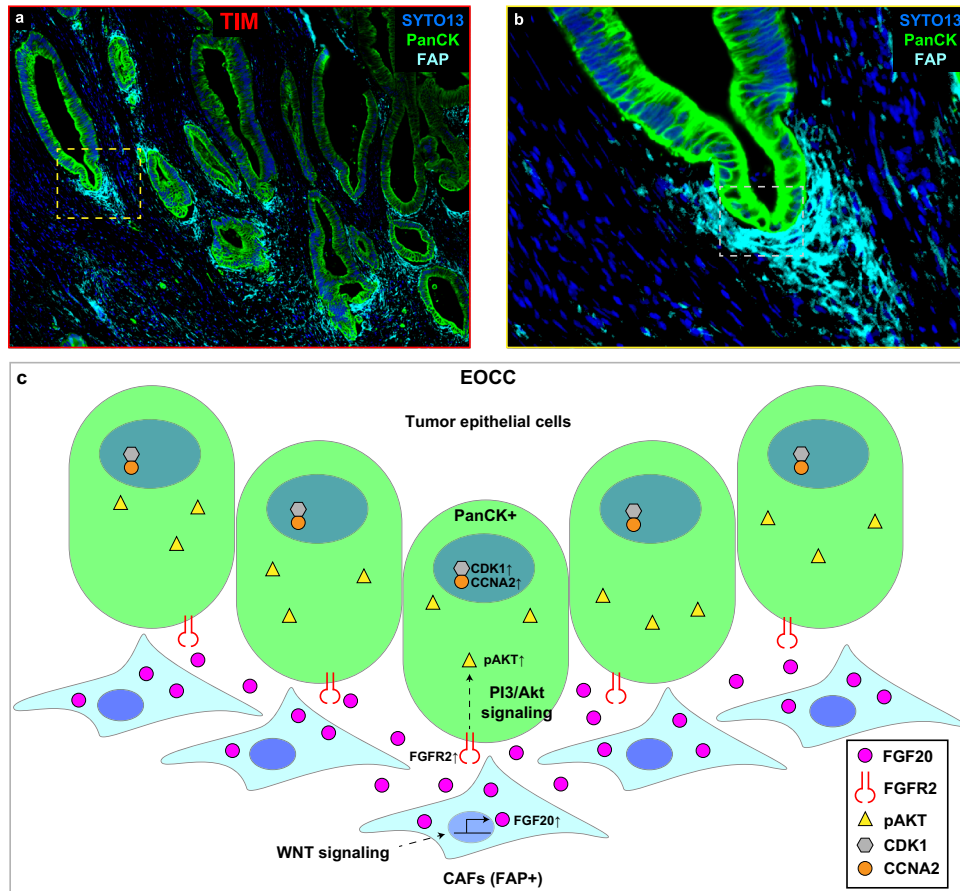 a
TIM
SYTO13
PanCK
FAP
b
SYTO13
PanCK
FAP
c
EOCC
Tumor epithelial cells
PanCK+
CDK1↑
CCNA2↑
pAKT↑
PI3/Akt
signaling
FGFR2↑
FGF20↑
WNT signaling
CAFs (FAP+)
FGF20
FGFR2
pAKT
CDK1
CCNA2